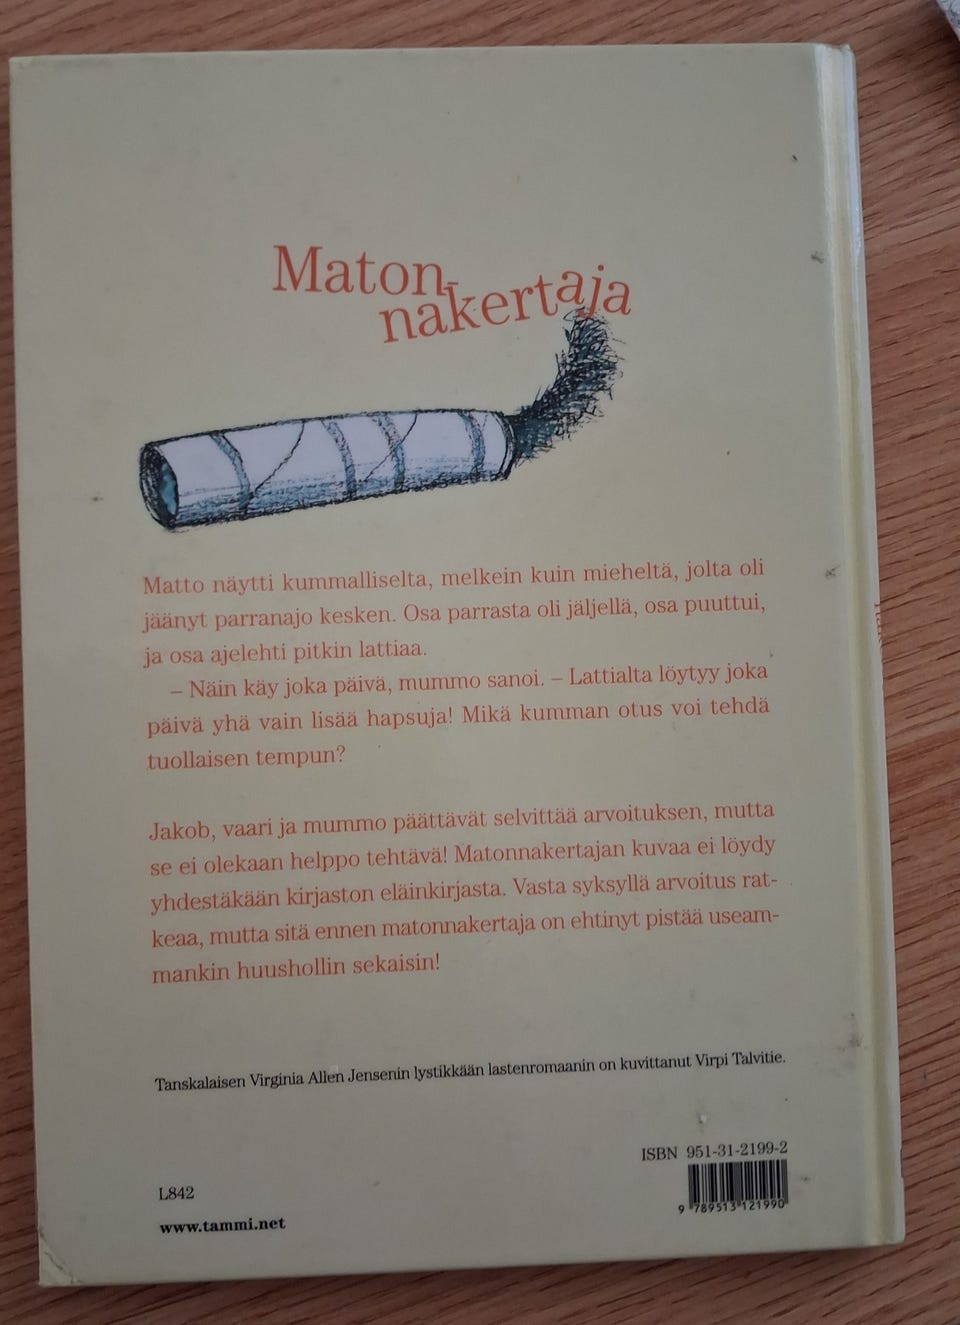 Maton-
nakertaja
Matto näytti kummalliselta, melkein kuin mieheltä, jolta oli
jäänyt parranajo kesken. Osa parrasta oli jäljellä, osa puuttui,
ja osa ajelehti pitkin lattiaa.
– Näin käy joka päivä, mummo sanoi. – Lattialta löytyy joka
päivä yhä vain lisää hapsuja! Mikä kumman otus voi tehdä
tuollaisen tempun?
Jakob, vaari ja mummo päättävät selvittää arvoituksen, mutta
se ei olekaan helppo tehtävä! Matonnakertajan kuvaa ei löydy
yhdestäkään kirjaston eläinkirjasta. Vasta syksyllä arvoitus rat-
keaa, mutta sitä ennen matonnakertaja on ehtinyt pistää useam-
mankin huushollin sekaisin!
Tanskalaisen Virginia Allen Jensenin lystikkään lastenromaanin on kuvittanut Virpi Talvitie.
ISBN 951-31-2199-2
9 789513 121990
L842
www.tammi.net